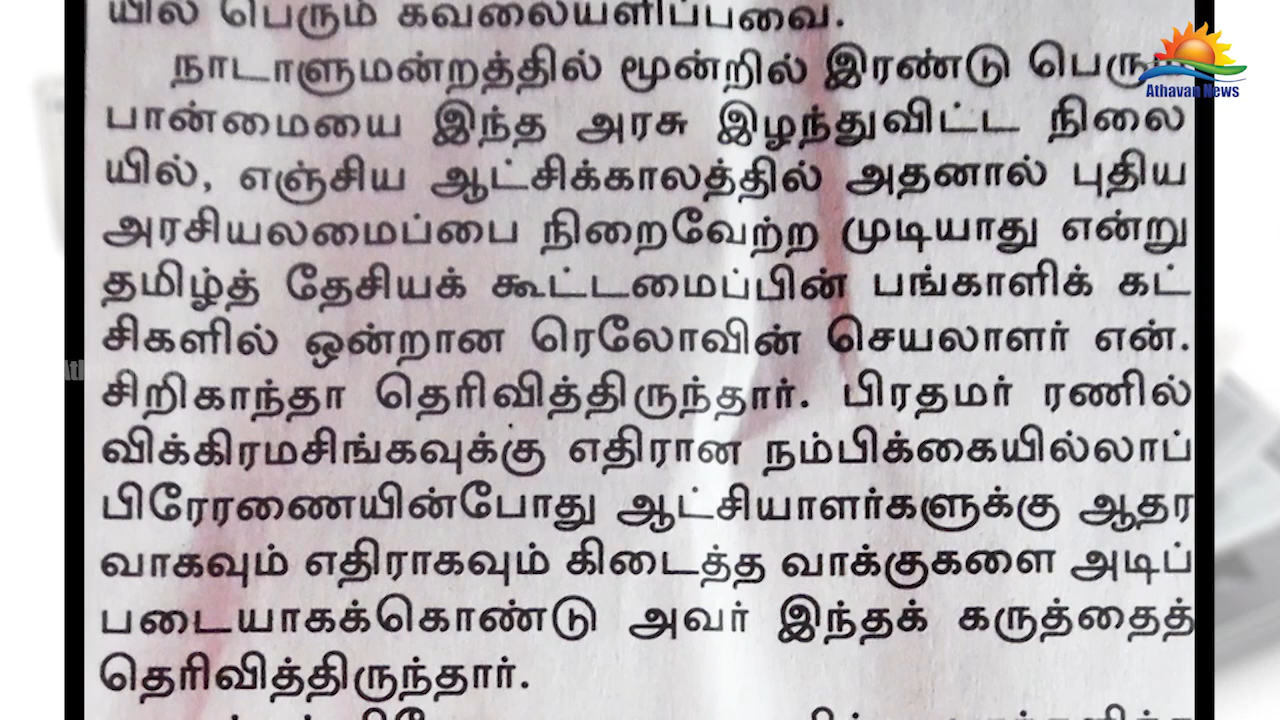 யில் பெரும் கவலையளிப்பவை.
நாடாளுமன்றத்தில் மூன்றில் இரண்டு பெரும்
Athavan News
பான்மையை இந்த அரசு இழந்துவிட்ட நிலை
யில், எஞ்சிய ஆட்சிக்காலத்தில் அதனால் புதிய
அரசியலமைப்பை நிறைவேற்ற முடியாது என்று
தமிழ்த் தேசியக் கூட்டமைப்பின் பங்காளிக் கட்
சிகளில் ஒன்றான ரெலோவின் செயலாளர் என்.
சிறிகாந்தா தெரிவித்திருந்தார். பிரதமர் ரணில்
விக்கிரமசிங்கவுக்கு எதிரான நம்பிக்கையில்லாப்
பிரேரணையின்போது ஆட்சியாளர்களுக்கு ஆதர
வாகவும் எதிராகவும் கிடைத்த வாக்குகளை அடிப்
படையாகக்கொண்டு அவர் இந்தக் கருத்தைத்
தெரிவித்திருந்தார்.